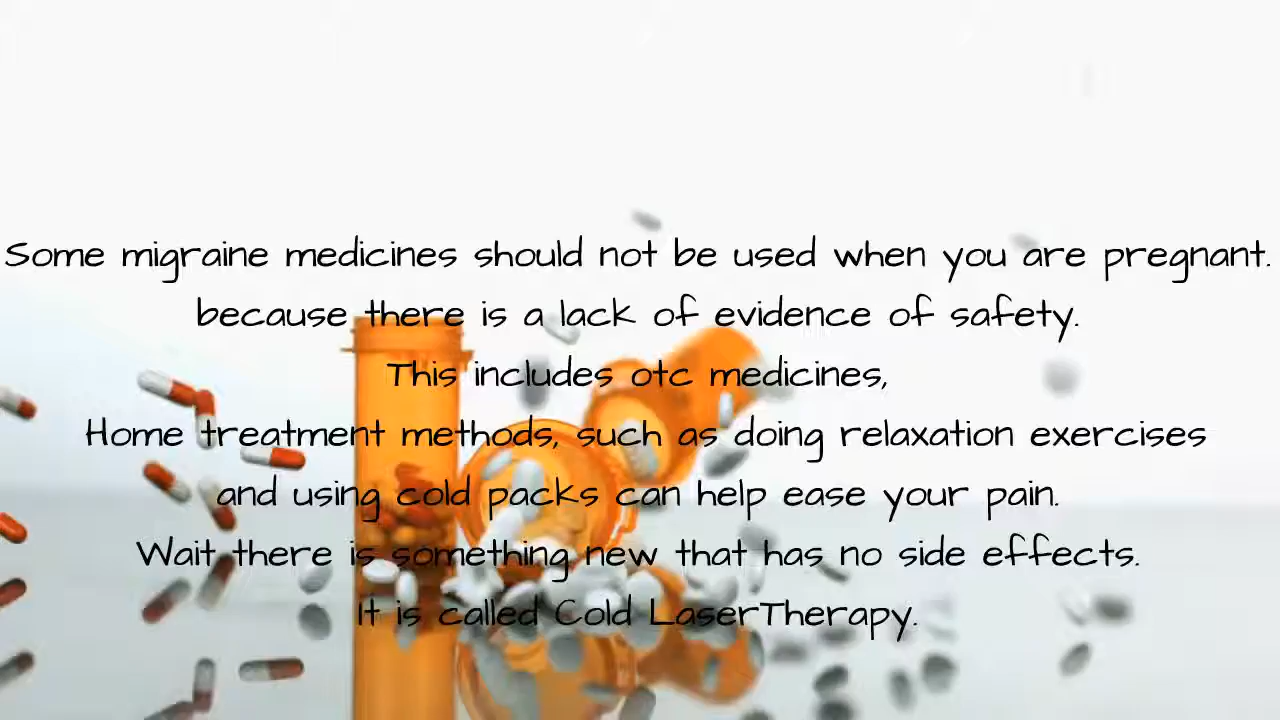 Some migraine medicines should not be used when you are pregnant.
because there is a lack of evidence of safety.
This includes otc medicines,
Home treatment methods, such as doing relaxation exercises
and using cold packs can help ease your pain.
Wait there is something new that has no side effects.
It is called Cold LaserTherapy.